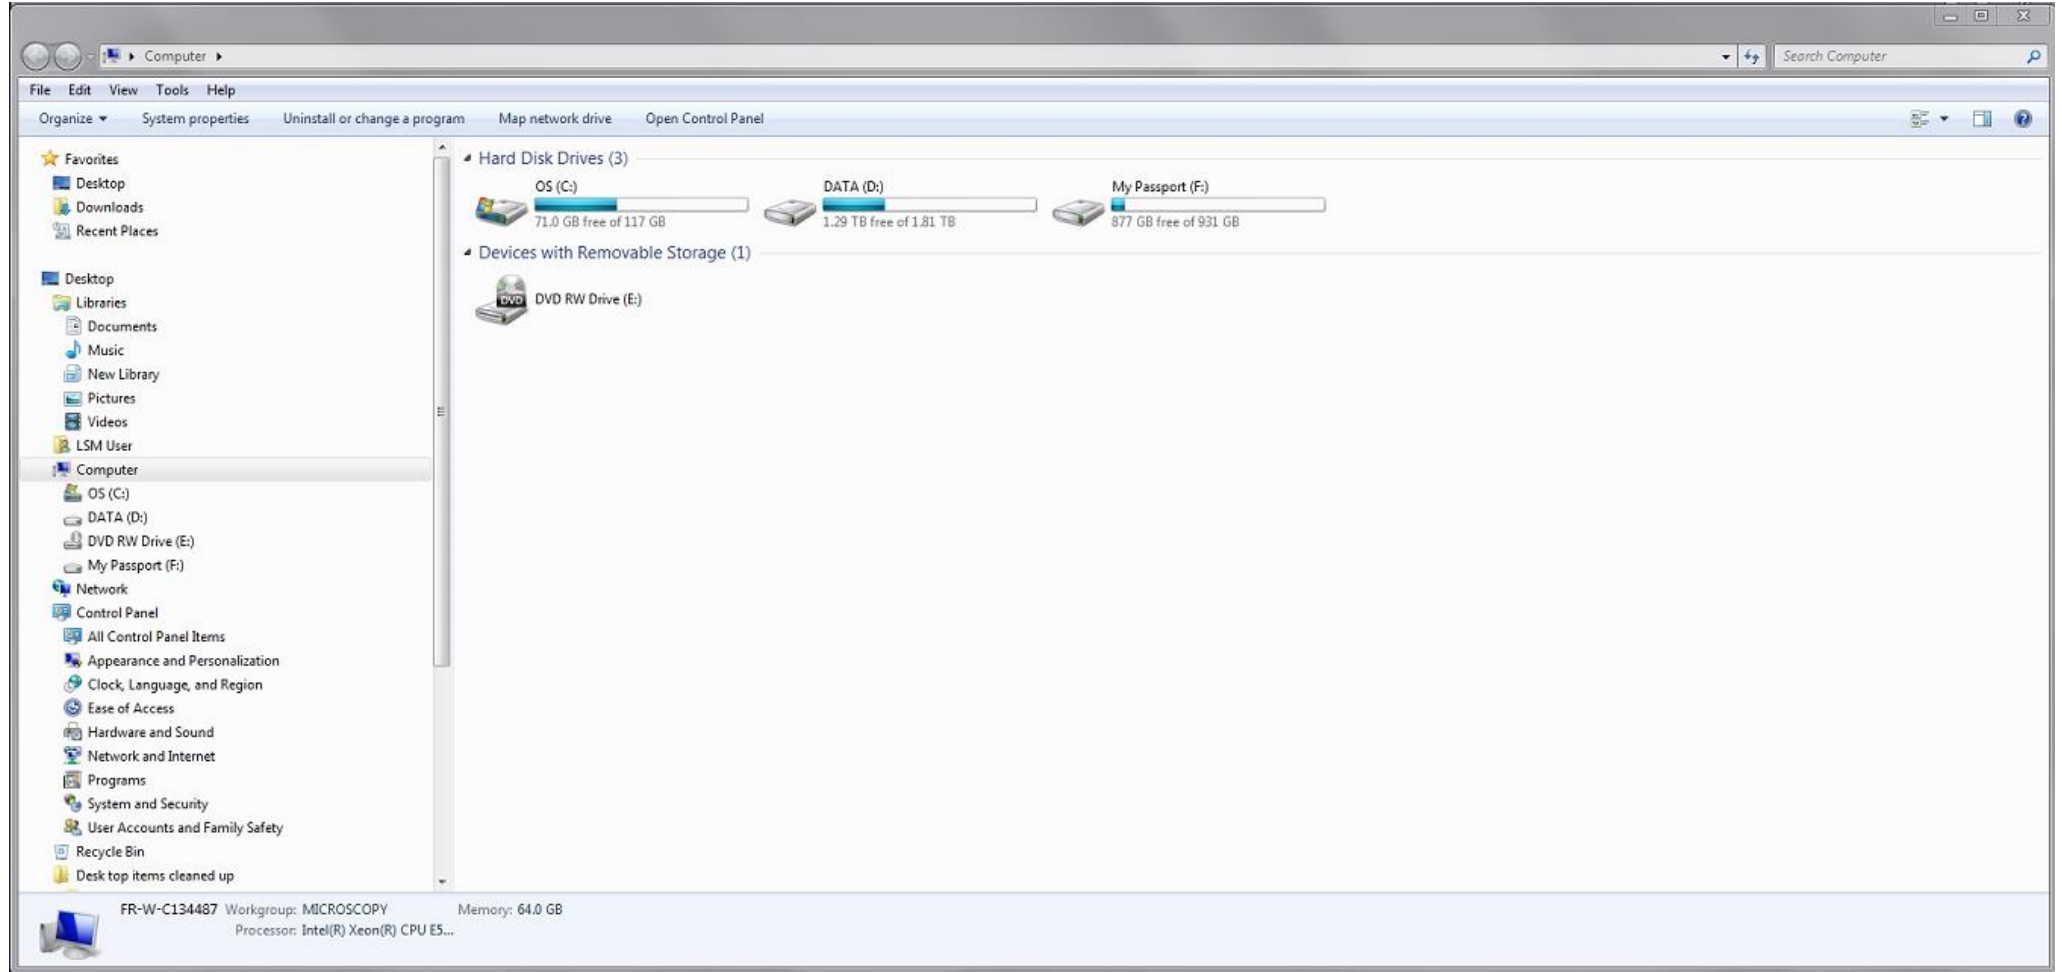 Computer
Search Computer
File Edit View Tools Help
Organize System properties Uninstall or change a program Map network drive Open Control Panel
Favorites
Desktop
Downloads
Recent Places
Desktop
Libraries
Documents
Music
New Library
Pictures
Videos
LSM User
Computer
OS (C:)
DATA (D:)
DVD RW Drive (E:)
My Passport (F:)
Network
Control Panel
All Control Panel Items
Appearance and Personalization
Clock, Language, and Region
Ease of Access
Hardware and Sound
Network and Internet
Programs
System and Security
User Accounts and Family Safety
Recycle Bin
Desk top items cleaned up
Hard Disk Drives (3)
OS (C:)
71.0 GB free of 117 GB
DATA (D:)
1.29 TB free of 1.81 TB
My Passport (F:)
877 GB free of 931 GB
Devices with Removable Storage (1)
DVD
DVD RW Drive (E:)
FR-W-C134487 Workgroup: MICROSCOPY Memory: 64.0 GB
Processor: Intel(R) Xeon(R) CPU E5...